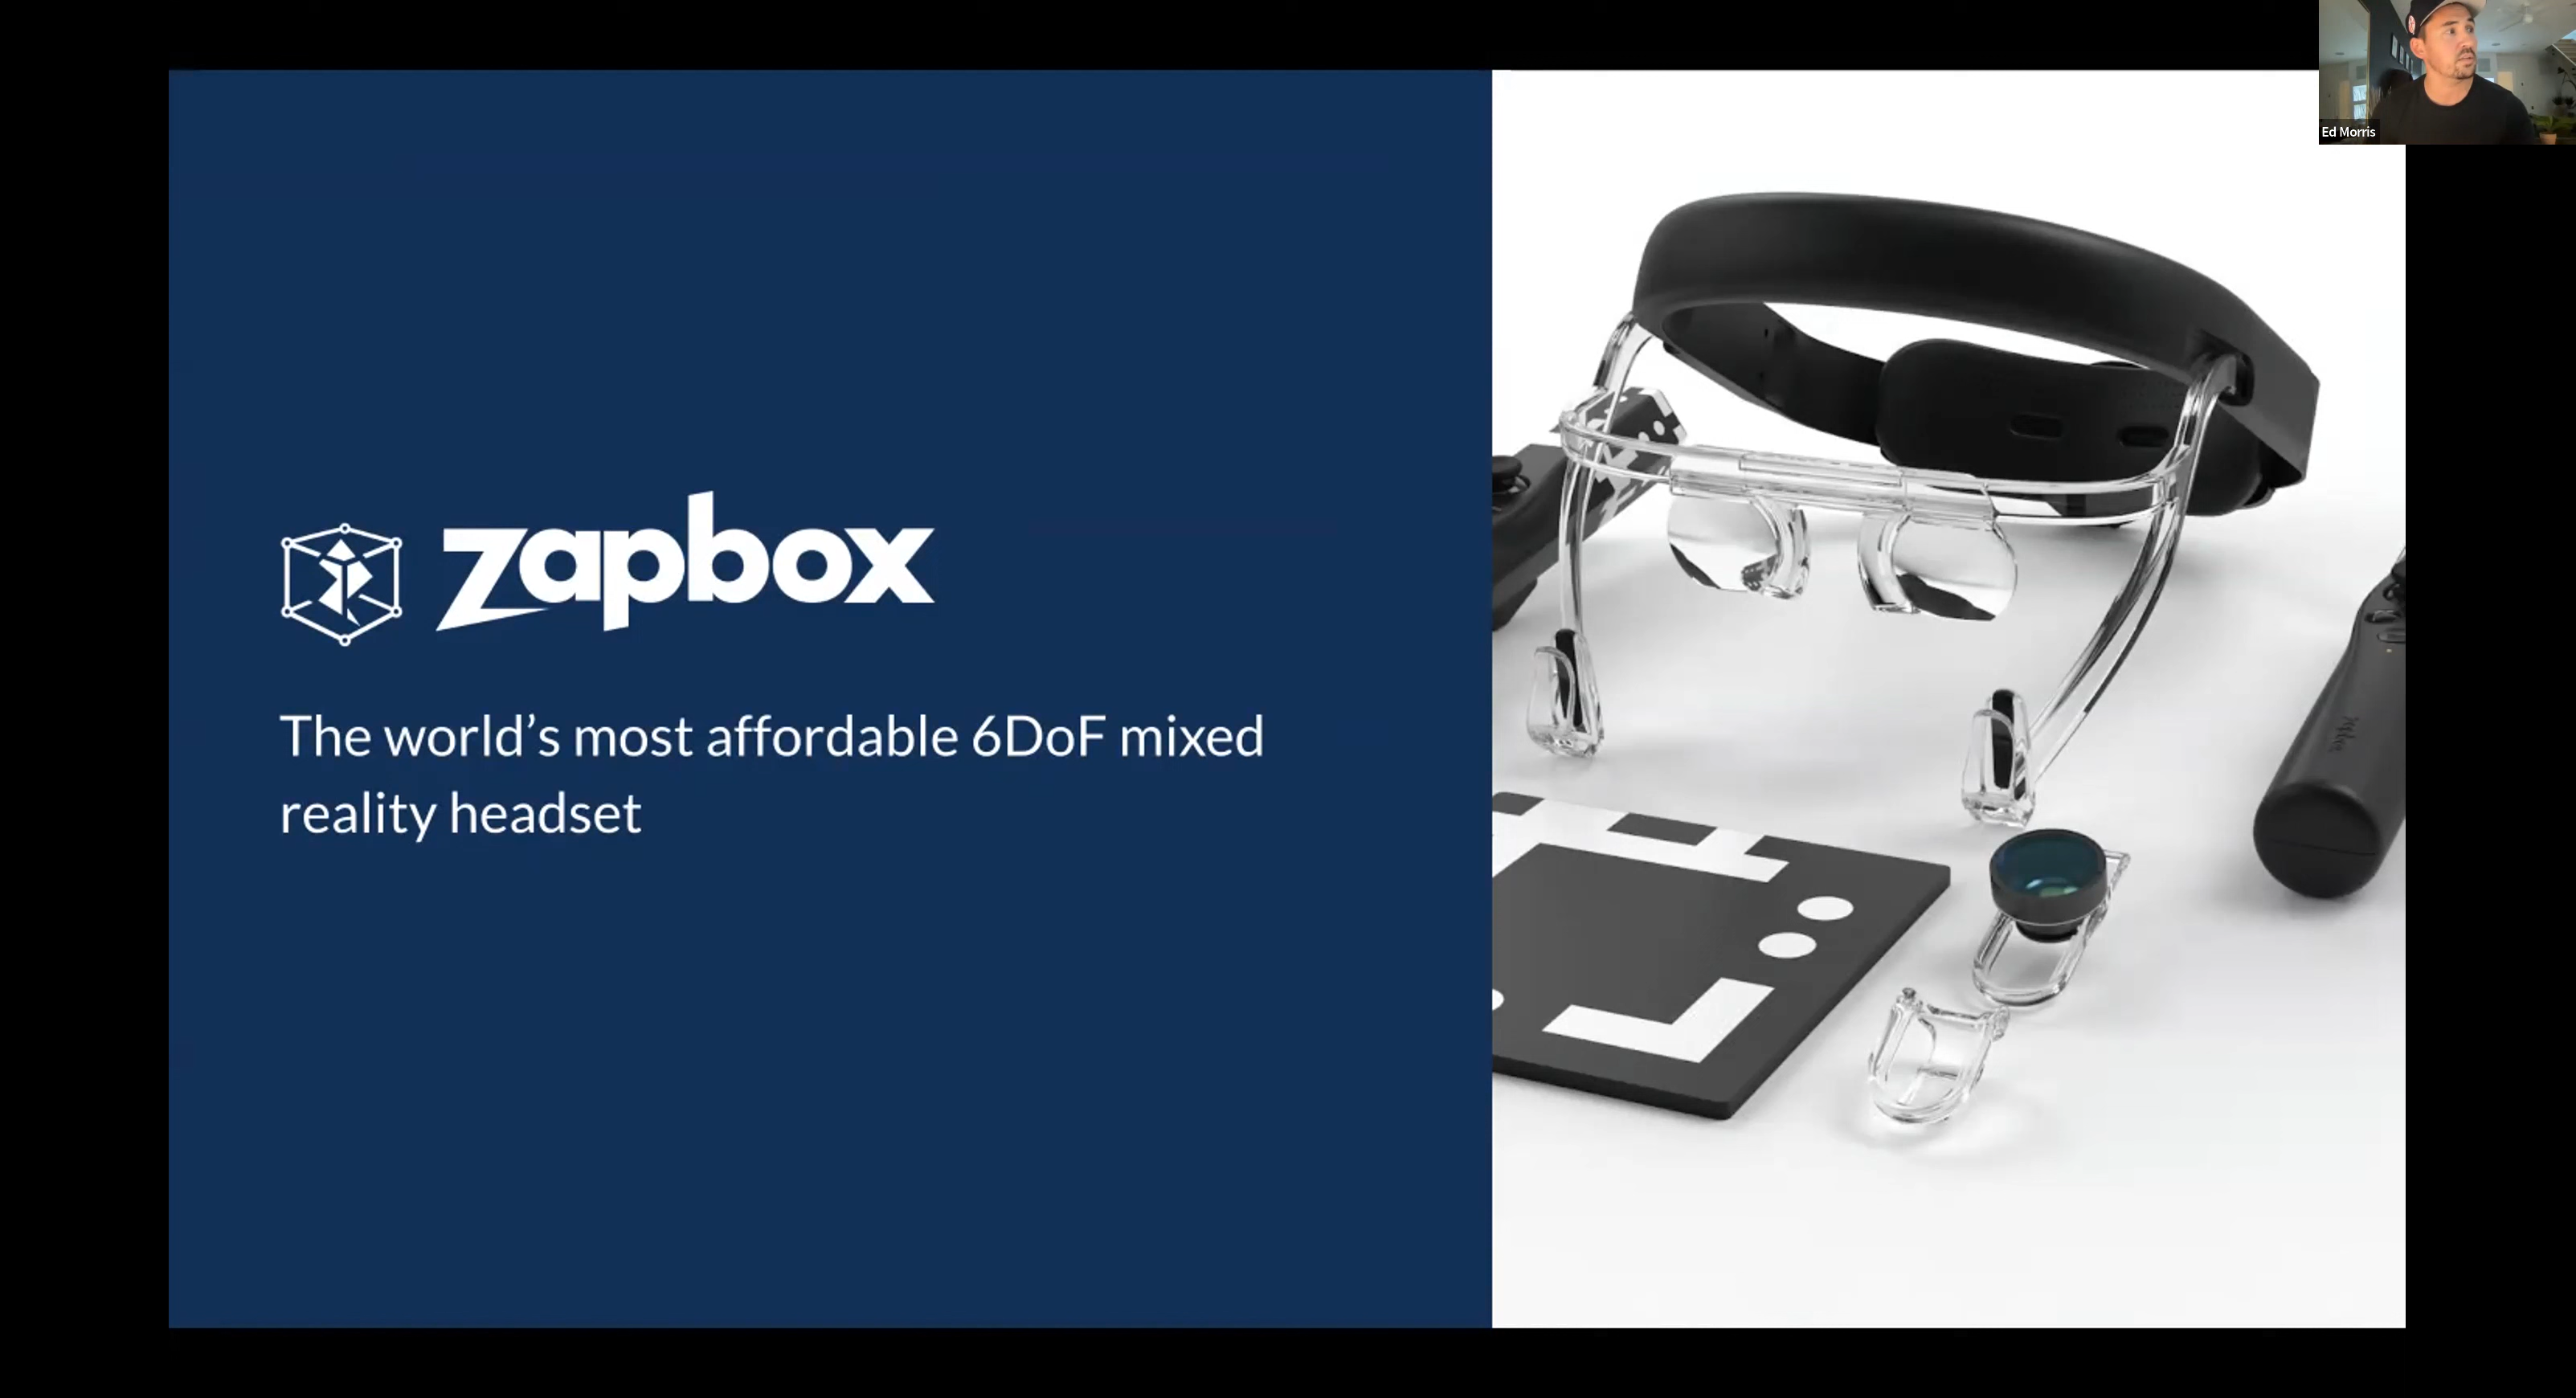 Ed Morris
zapbox
The world's most affordable 6DoF mixed
reality headset